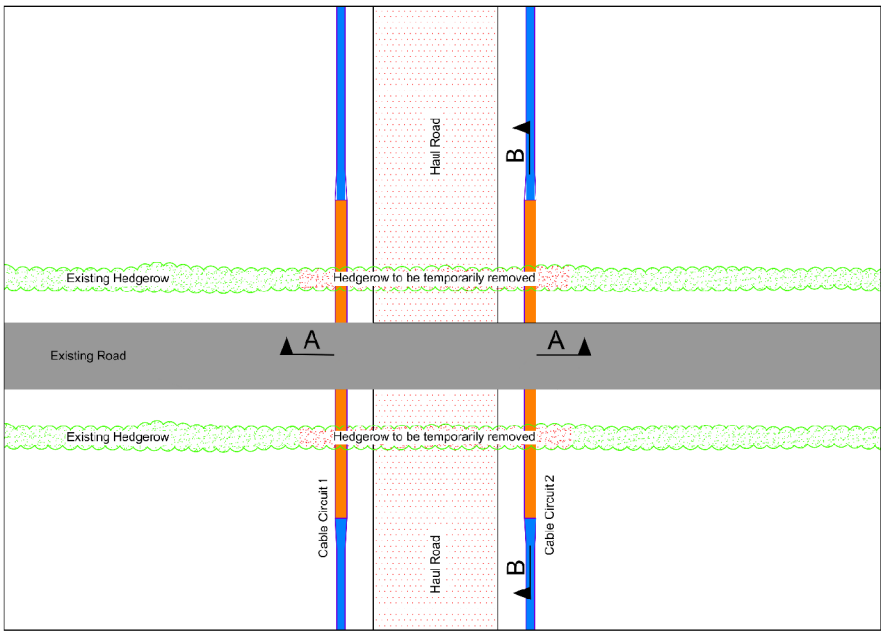 Haul Road
B
Existing Hedgerow
Hedgerow to be temporarily removed
A
A
Existing Road
Existing Hedgerow
Hedgerow to be temporarily removed
Cable Circuit 1
Haul Road
B
Cable Circuit 2